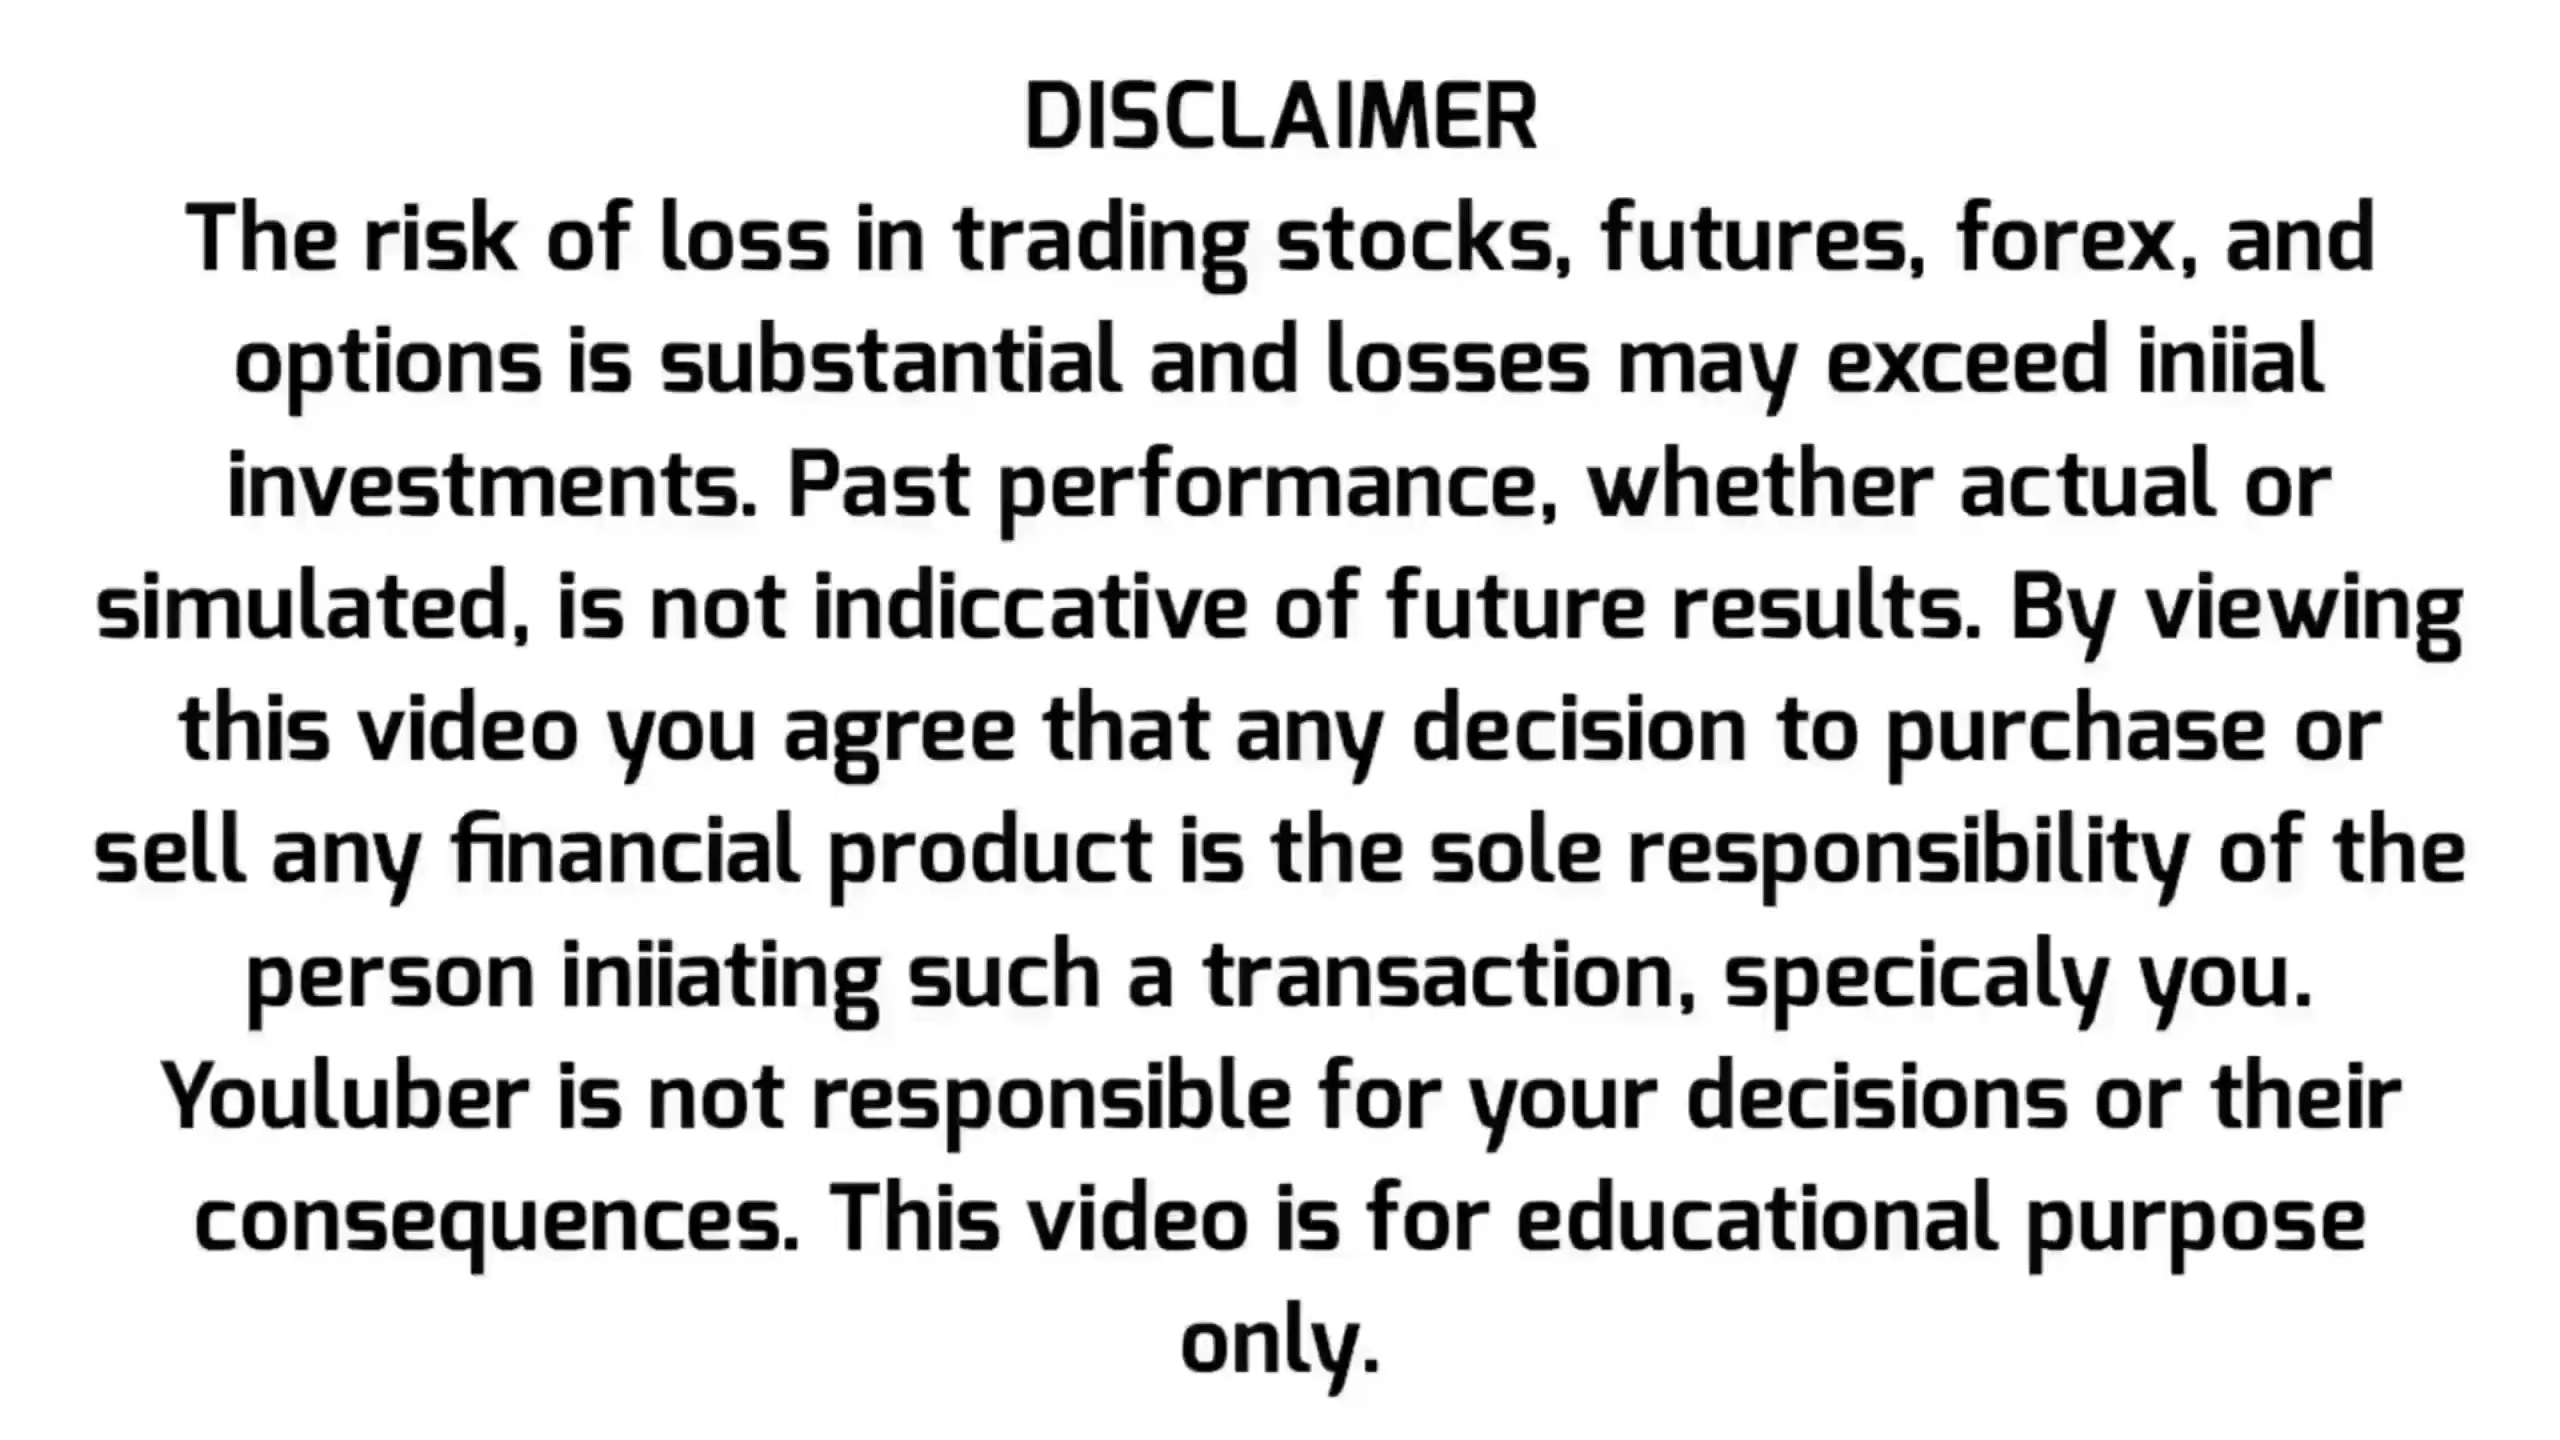 DISCLAIMER
The risk of loss in trading stocks, futures, forex, and
options is substantial and losses may exceed iniial
investments. Past performance, whether actual or
simulated, is not indiccative of future results. By viewing
this video you agree that any decision to purchase or
sell any financial product is the sole responsibility of the
person iniiating such a transaction, specicaly you.
Youluber is not responsible for your decisions or their
consequences. This video is for educational purpose
only.